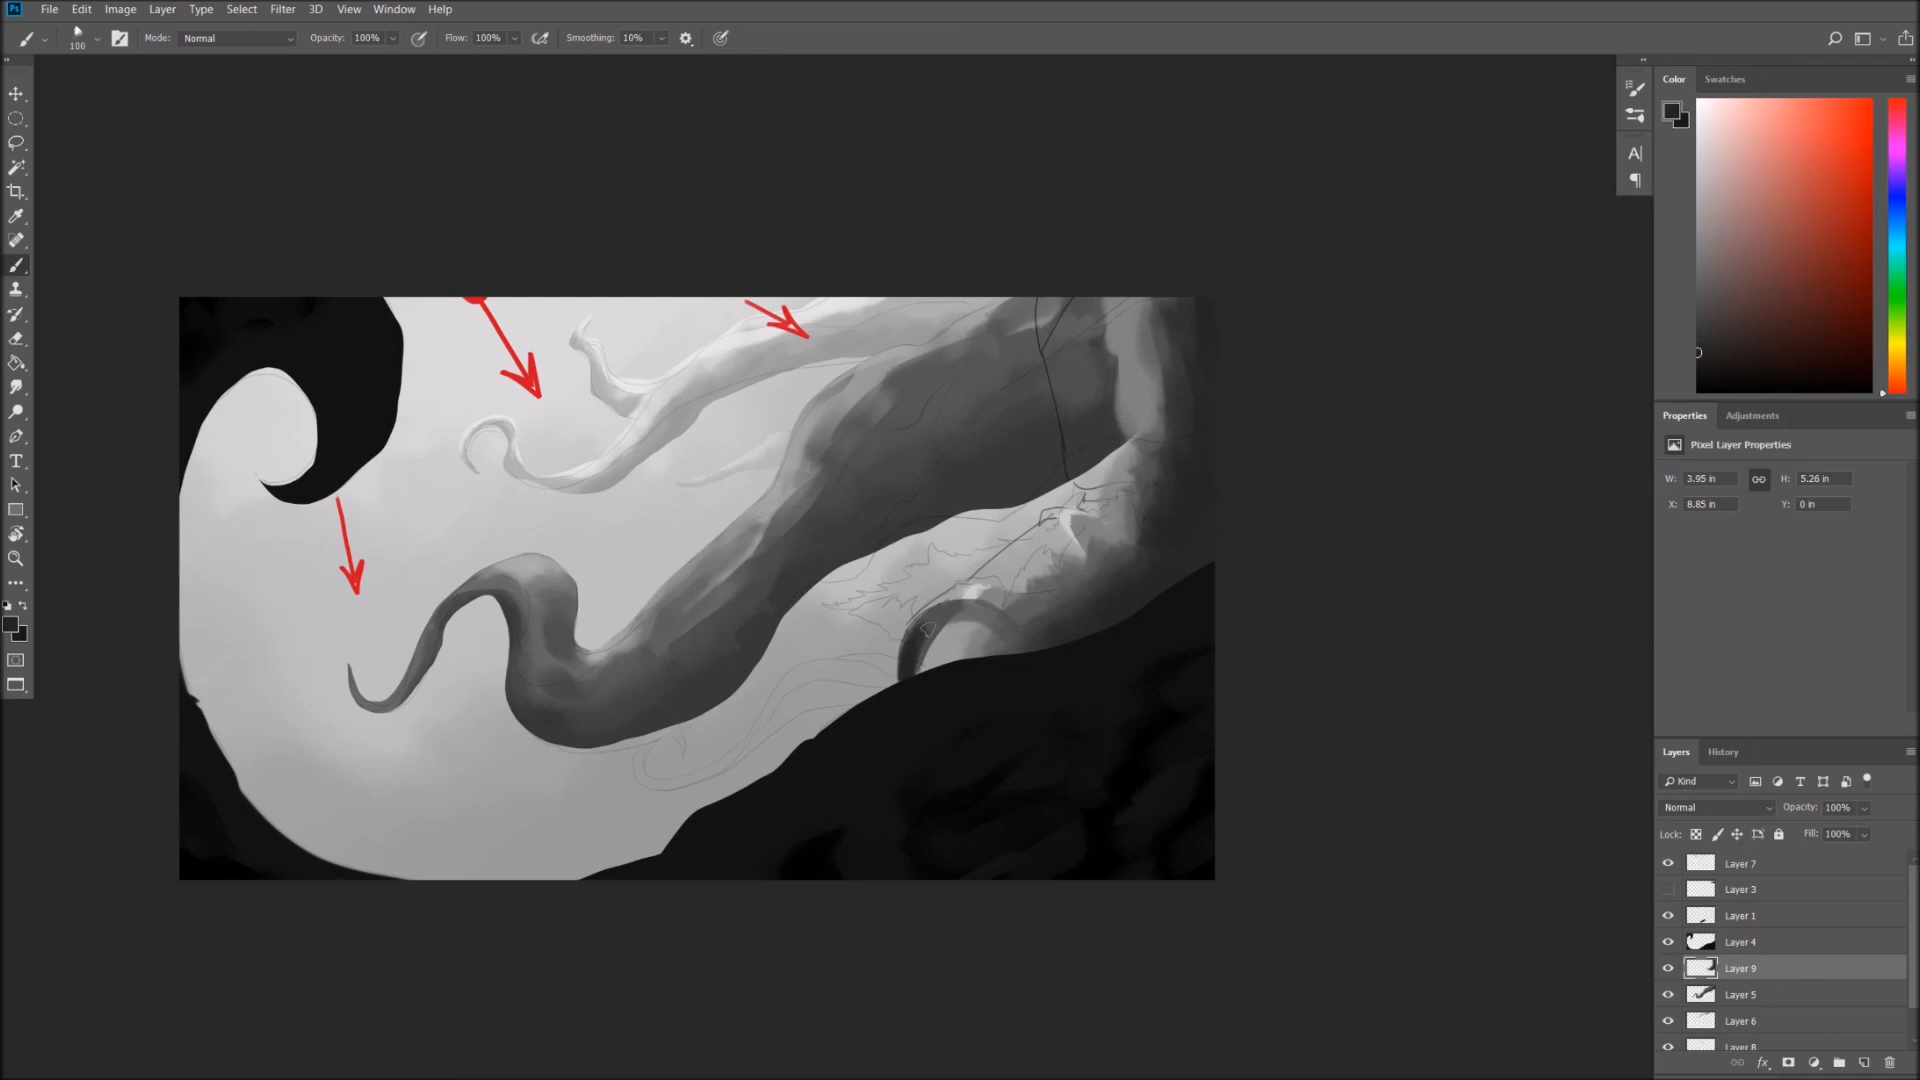 Ps File Edit Image Layer Type Select Filter 3D View Window Help
100 Mode: Normal Opacity: 100% Flow: 100% Smoothing: 10%
Color Swatches
Properties Adjustments
Pixel Layer Properties
W: 3.95 in H: 5.26 in
X: 8.85 in Y: 0 in
Layers History
Kind
Normal Opacity: 100%
Lock: Fill: 100%
Layer 7
Layer 3
Layer 1
Layer 4
Layer 9
Layer 5
Layer 6
Layer 8